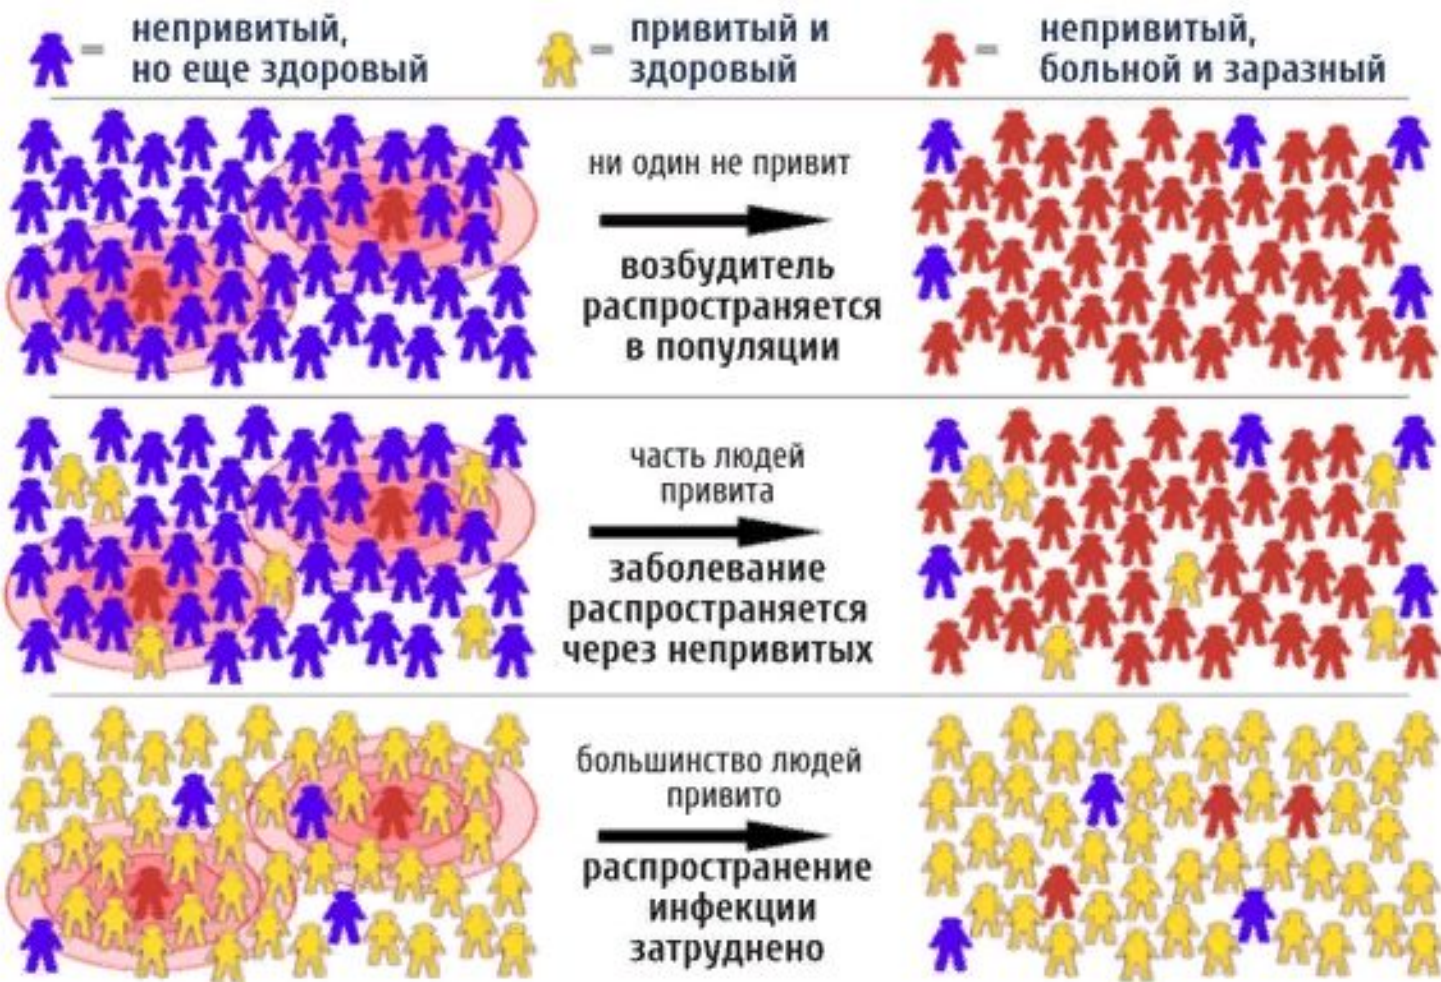 непривитый,
но еще здоровый
привитый и
здоровый
непривитый,
больной и заразный
ни один не привит
возбудитель
распространяется
в популяции
часть людей
привита
заболевание
распространяется
через непривитых
большинство людей
привито
распространение
инфекции
затруднено